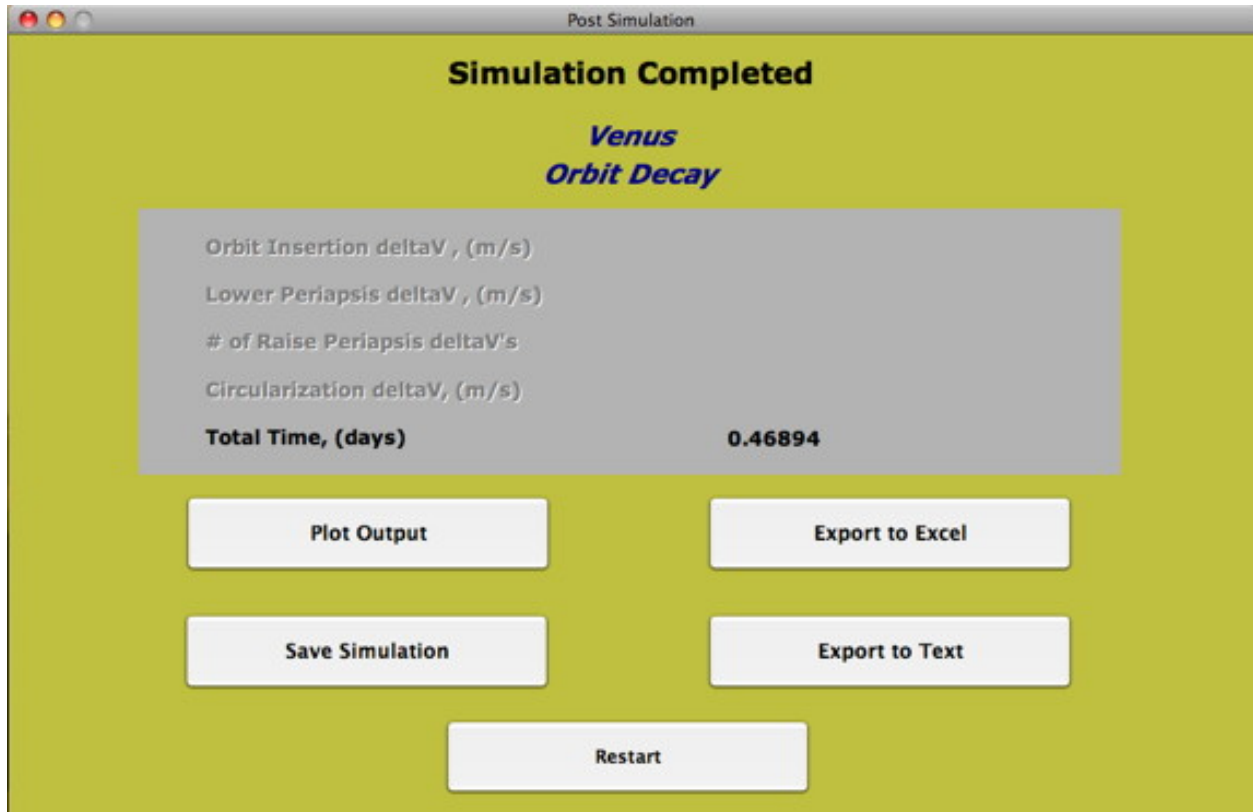 Post Simulation
Simulation Completed
Venus
Orbit Decay
Orbit Insertion deltaV , (m/s)
Lower Periapsis deltaV , (m/s)
# of Raise Periapsis deltaV's
Circularization deltaV, (m/s)
Total Time, (days) 0.46894
Plot Output Export to Excel
Save Simulation Export to Text
Restart